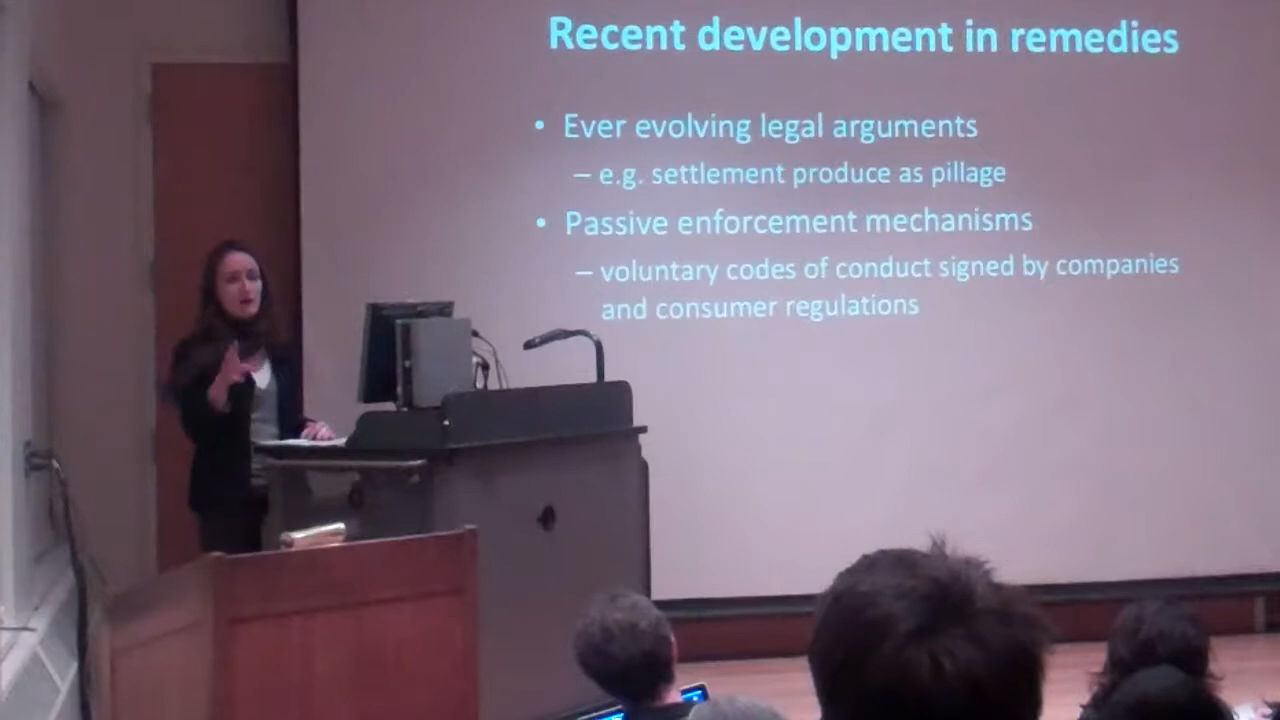 Recent development in remedies
• Ever evolving legal arguments
– e.g. settlement produce as pillage
• Passive enforcement mechanisms
– voluntary codes of conduct signed by companies
and consumer regulations